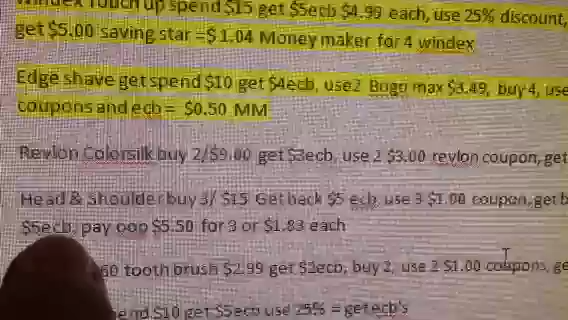 Touch up spend $15 get $5ecb $4.99 each, use 25% discount,
get $5.00 saving star =$1.04 Money maker for 4 windex
Edge shave get spend $10 get $4ecb, use2 Bogo max $3.49, buy 4, use
coupons and ecb = $0.50 MM
Revlon Colorsilk buy 2/$9.00 get $3ecb, use 2 $3.00 revlon coupon, get
Head & shoulder buy 3/ $15 Get back $5 ecb, use 3 $1.00 coupon, get b
$5ecb, pay oop $5.50 for 3 or $1.83 each
60 tooth brush $2.99 get $2ecb, buy 2, use 2 $1.00 coupons, ge
end $10 get $5ecb use 25% = get ecb's